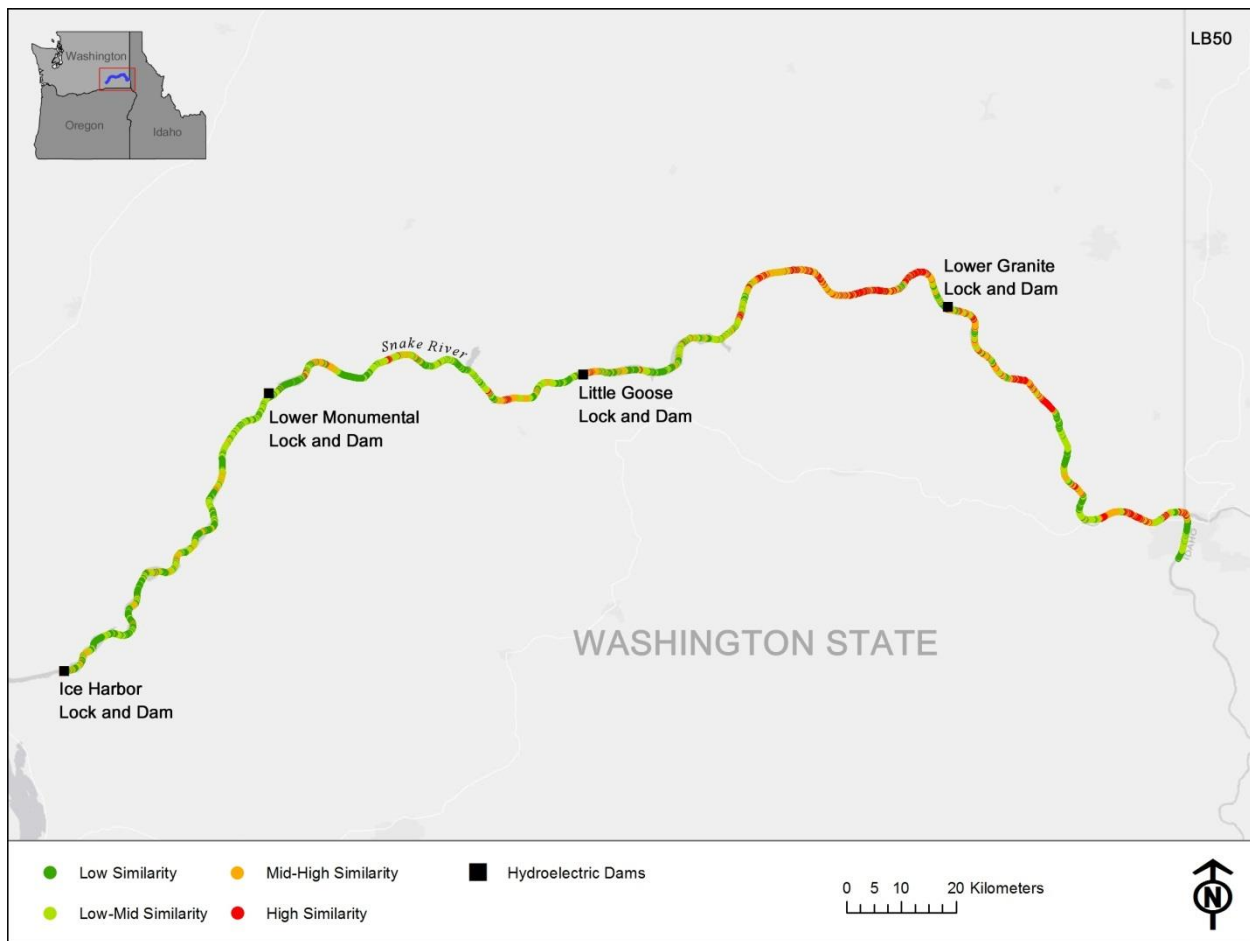 LB50
Washington
Oregon
Idaho
Lower Granite
Lock and Dam
Snake River
Little Goose
Lock and Dam
Lower Monumental
Lock and Dam
IDAHO
WASHINGTON STATE
Ice Harbor
Lock and Dam
Low Similarity
Mid-High Similarity
Hydroelectric Dams
0 5 10 20 Kilometers
Low-Mid Similarity
High Similarity
N